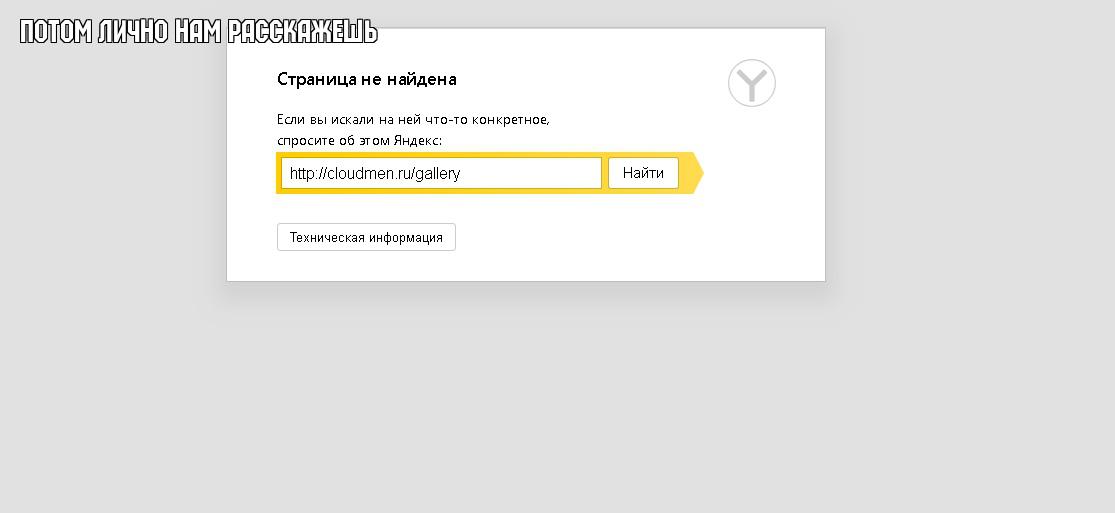 ПОТОМ ЛИЧНО НАМ РАССКАЖЕШЬ
Страница не найдена
Если вы искали на ней что-то конкретное,
спросите об этом Яндекс:
http://cloudmen.ru/gallery
Найти
Техническая информация